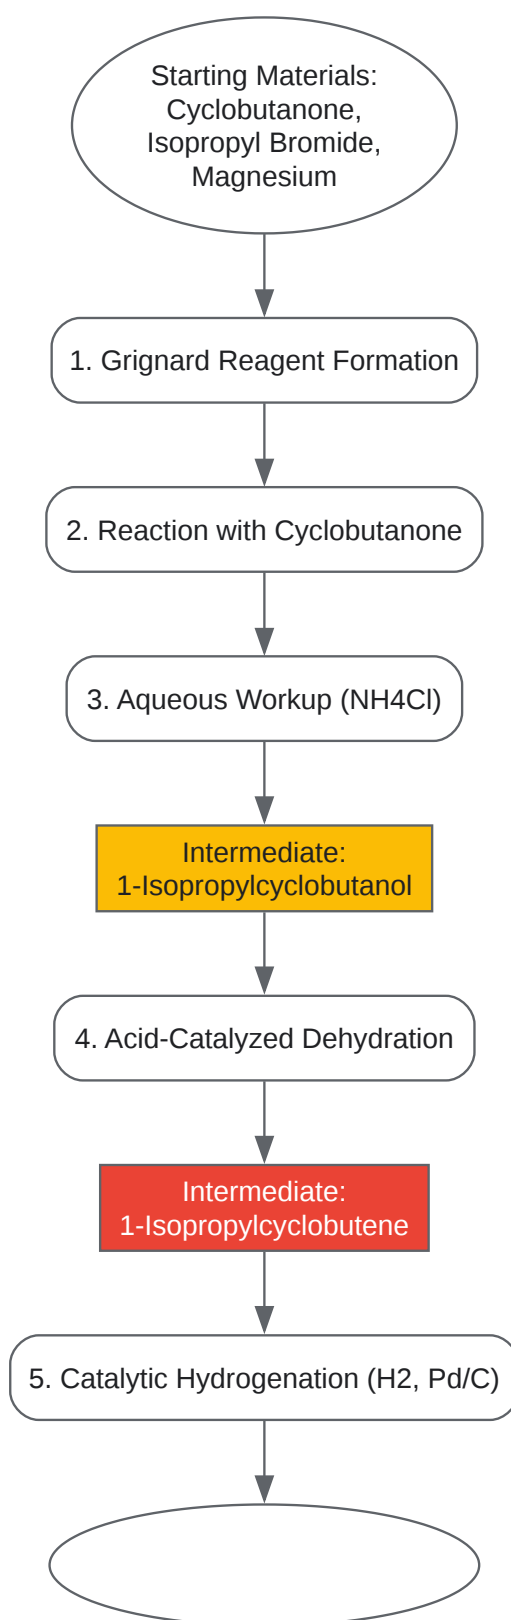 Starting Materials:
Cyclobutanone,
Isopropyl Bromide,
Magnesium
1. Grignard Reagent Formation
2. Reaction with Cyclobutanone
3. Aqueous Workup (NH4Cl)
Intermediate:
1-Isopropylcyclobutanol
4. Acid-Catalyzed Dehydration
Intermediate:
1-Isopropylcyclobutene
5. Catalytic Hydrogenation (H2, Pd/C)